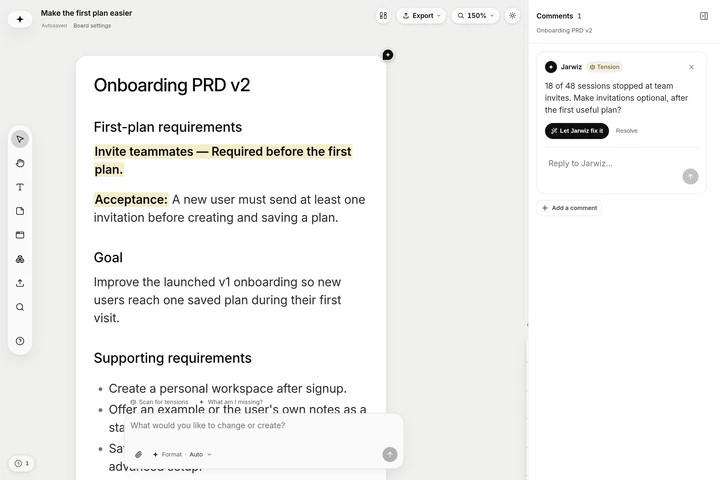 Make the first plan easier
Autosaved Board settings
Export
150%
Onboarding PRD v2
First-plan requirements
Invite teammates — Required before the first
plan.
Acceptance: A new user must send at least one
invitation before creating and saving a plan.
Goal
Improve the launched v1 onboarding so new
users reach one saved plan during their first
visit.
Supporting requirements
• Create a personal workspace after signup.
Scan for tensions What am I missing?
• Offer an example or the user's own notes as a
sta
What would you like to change or create?
• Sa
advanced setup.
Format · Auto
1
Comments 1
Onboarding PRD v2
Jarwiz Tension
18 of 48 sessions stopped at team
invites. Make invitations optional, after
the first useful plan?
Let Jarwiz fix it Resolve
Reply to Jarwiz...
Add a comment